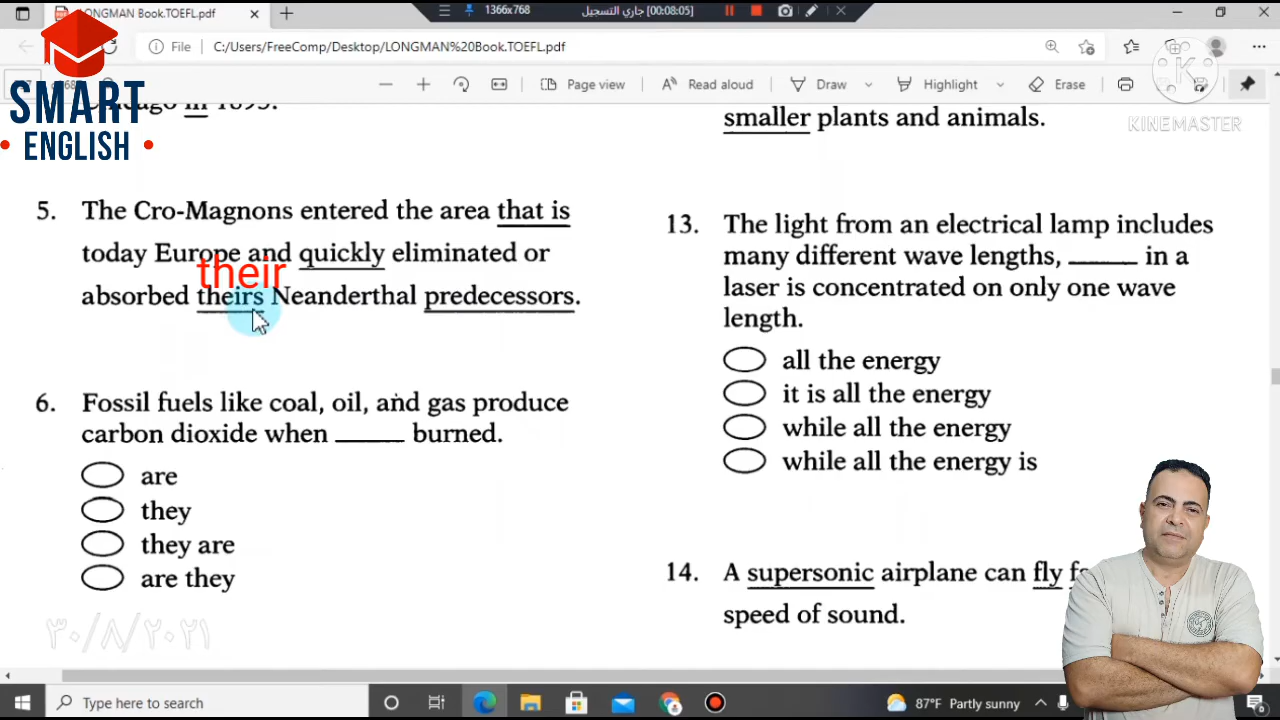 LONGMAN Book.TOEFL.pdf
1366x768
جاري التسجيل [00:08:05]
File
C:/Users/FreeComp/Desktop/LONGMAN%20Book.TOEFL.pdf
Page view
Read aloud
Draw
Highlight
Erase
SMART
ENGLISH
KINEMASTER
in 1893.
5. The Cro-Magnons entered the area that is
today Europe and quickly eliminated or
their
absorbed theirs Neanderthal predecessors.
6. Fossil fuels like coal, oil, and gas produce
carbon dioxide when ______ burned.
are
they
they are
are they
٣٠/٨/٢٠٢١
smaller plants and animals.
13. The light from an electrical lamp includes
many different wave lengths, ______ in a
laser is concentrated on only one wave
length.
all the energy
it is all the energy
while all the energy
while all the energy is
14. A supersonic airplane can fly
speed of sound.
Type here to search
87°F Partly sunny